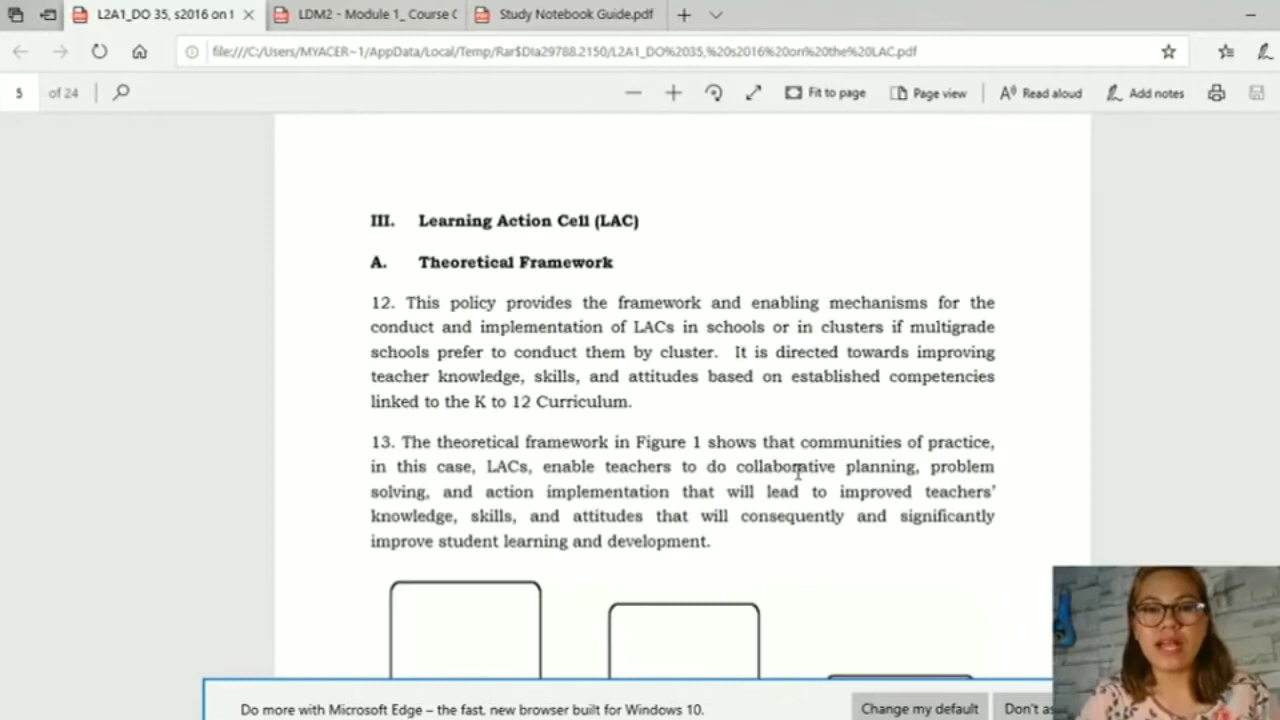 L2A1_DO 35, s2016 on t
LDM2 - Module 1_ Course C
Study Notebook Guide.pdf
file:///C:/Users/MYACER~1/AppData/Local/Temp/Rar$DIa29788.2150/L2A1_DO%2035,%20s2016%20on%20the%20LAC.pdf
5 of 24
Fit to page
Page view
Read aloud
Add notes
III. Learning Action Cell (LAC)
A. Theoretical Framework
12. This policy provides the framework and enabling mechanisms for the
conduct and implementation of LACs in schools or in clusters if multigrade
schools prefer to conduct them by cluster. It is directed towards improving
teacher knowledge, skills, and attitudes based on established competencies
linked to the K to 12 Curriculum.
13. The theoretical framework in Figure 1 shows that communities of practice,
in this case, LACs, enable teachers to do collaborative planning, problem
solving, and action implementation that will lead to improved teachers'
knowledge, skills, and attitudes that will consequently and significantly
improve student learning and development.
Do more with Microsoft Edge – the fast, new browser built for Windows 10.
Change my default
Don't as